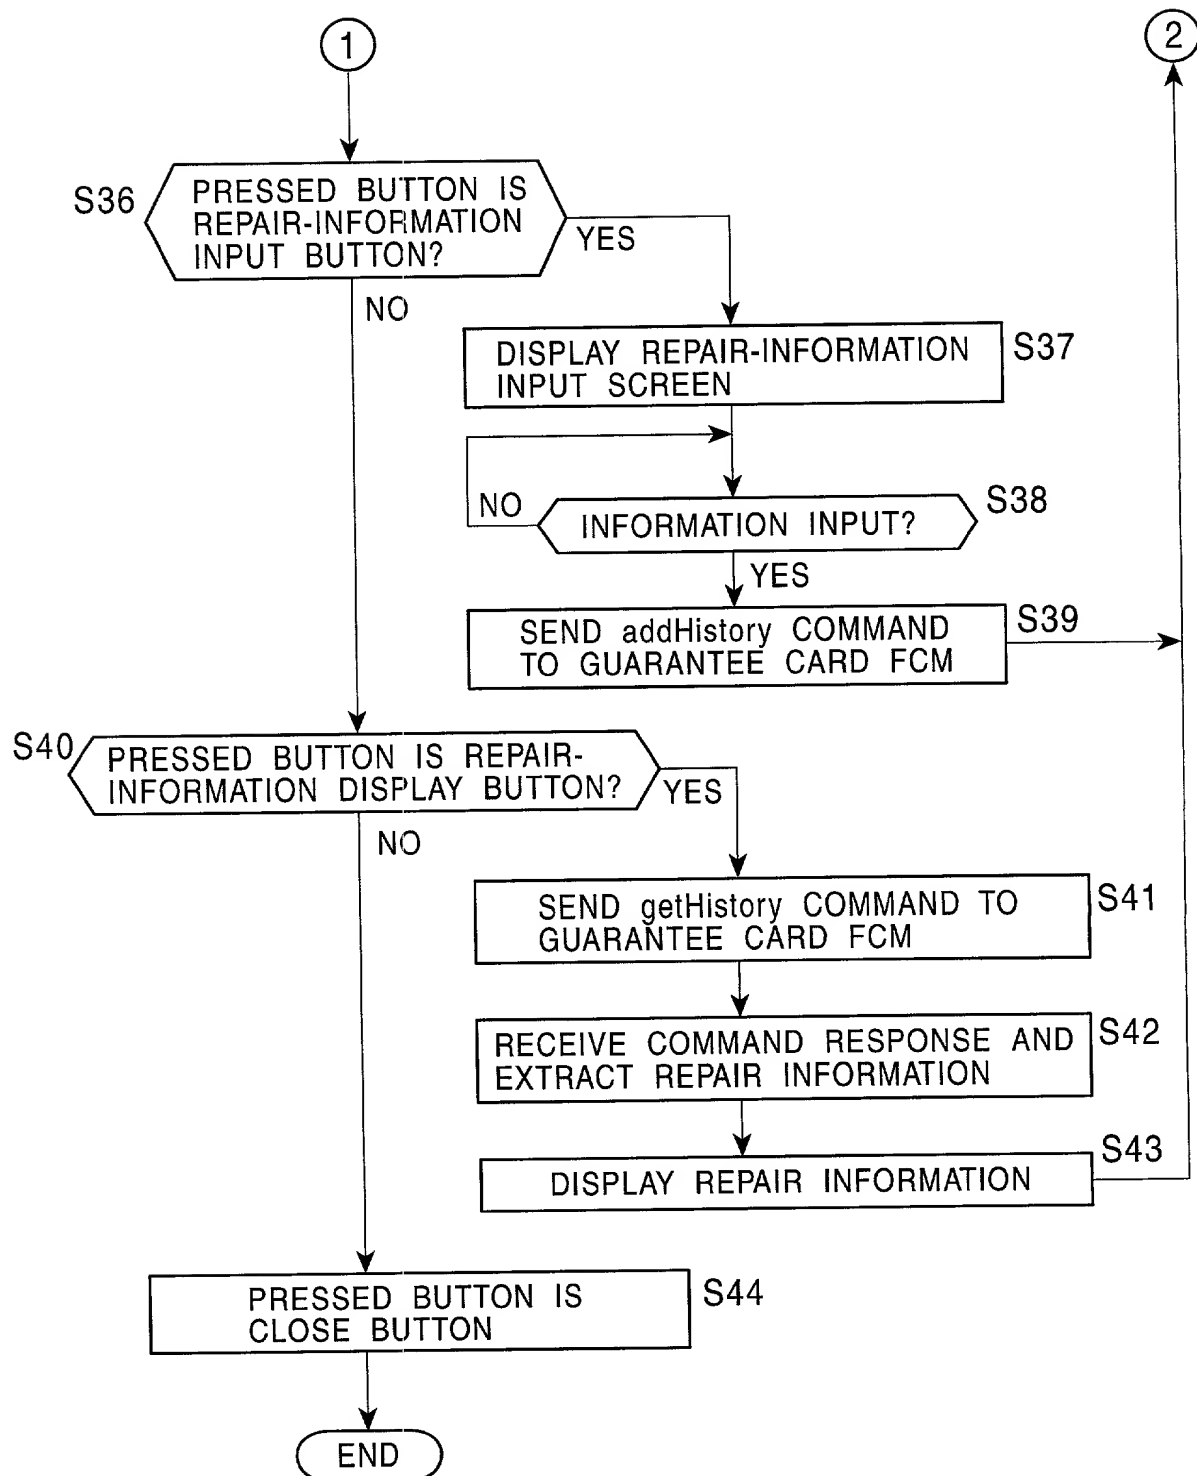 1
2
S36
PRESSED BUTTON IS
REPAIR-INFORMATION
INPUT BUTTON?
YES
NO
DISPLAY REPAIR-INFORMATION
INPUT SCREEN
S37
NO
INFORMATION INPUT?
S38
YES
SEND addHistory COMMAND
TO GUARANTEE CARD FCM
S39
S40
PRESSED BUTTON IS REPAIR-
INFORMATION DISPLAY BUTTON?
YES
NO
SEND getHistory COMMAND TO
GUARANTEE CARD FCM
S41
RECEIVE COMMAND RESPONSE AND
EXTRACT REPAIR INFORMATION
S42
DISPLAY REPAIR INFORMATION
S43
PRESSED BUTTON IS
CLOSE BUTTON
S44
END